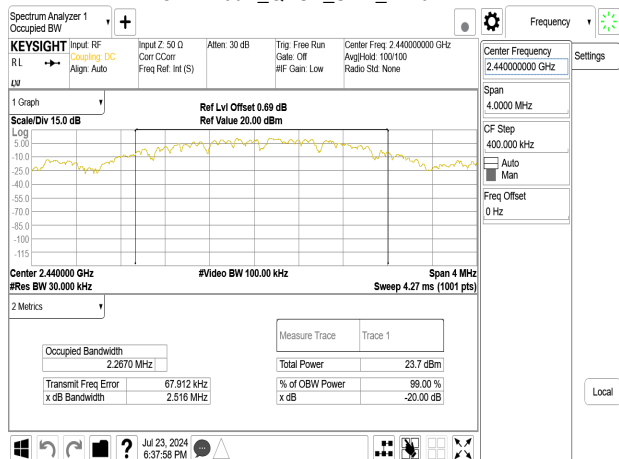 Spectrum Analyzer 1
Occupied BW
Frequency
KEYSIGHT
Input: RF
Coupling: DC
Align: Auto
Input Z: 50 Ω
Corr CCorr
Freq Ref: Int (S)
Atten: 30 dB
Trig: Free Run
Gate: Off
#IF Gain: Low
Center Freq: 2.440000000 GHz
Avg|Hold: 100/100
Radio Std: None
R L
LXI
Center Frequency
2.440000000 GHz
Settings
Span
4.0000 MHz
CF Step
400.000 kHz
Auto
Man
Freq Offset
0 Hz
1 Graph
Scale/Div 15.0 dB
Ref Lvl Offset 0.69 dB
Ref Value 20.00 dBm
Log
5.00
-10.0
-25.0
-40.0
-55.0
-70.0
-85.0
-100
-115
Center 2.440000 GHz
#Video BW 100.00 kHz
Span 4 MHz
#Res BW 30.000 kHz
Sweep 4.27 ms (1001 pts)
2 Metrics
Measure Trace
Trace 1
Occupied Bandwidth
2.2670 MHz
Total Power
23.7 dBm
Transmit Freq Error
67.912 kHz
% of OBW Power
99.00 %
x dB Bandwidth
2.516 MHz
x dB
-20.00 dB
Local
?
Jul 23, 2024
6:37:58 PM